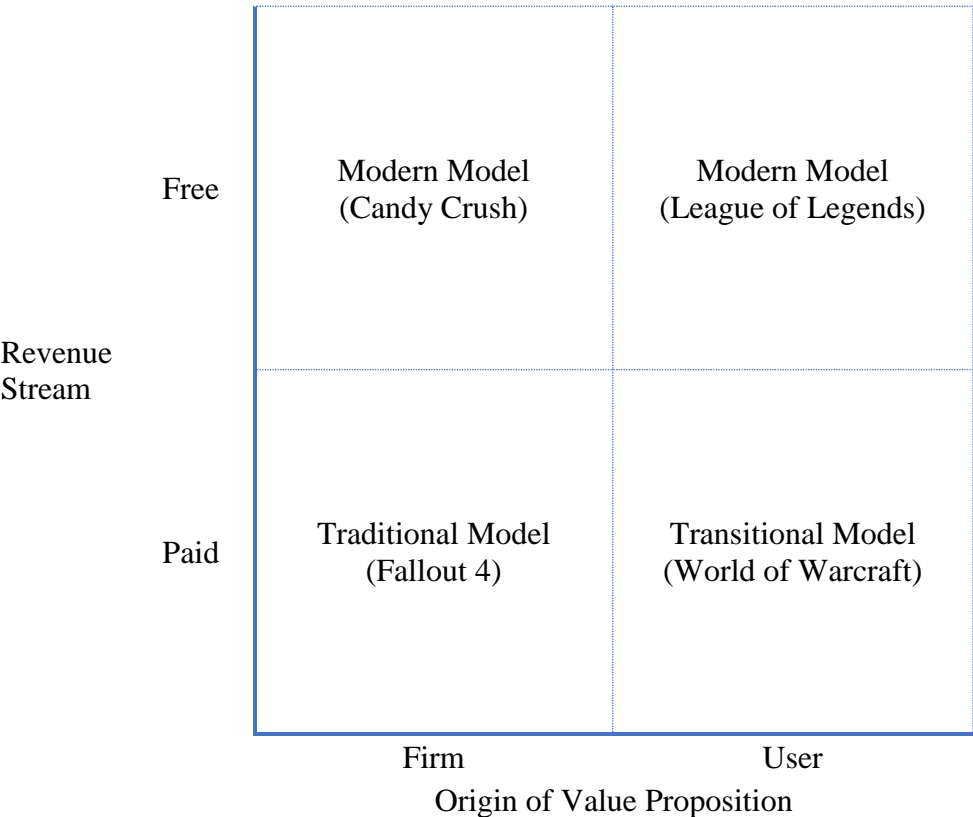 Free
Modern Model
(Candy Crush)
Modern Model
(League of Legends)
Revenue
Stream
Paid
Traditional Model
(Fallout 4)
Transitional Model
(World of Warcraft)
Firm
User
Origin of Value Proposition